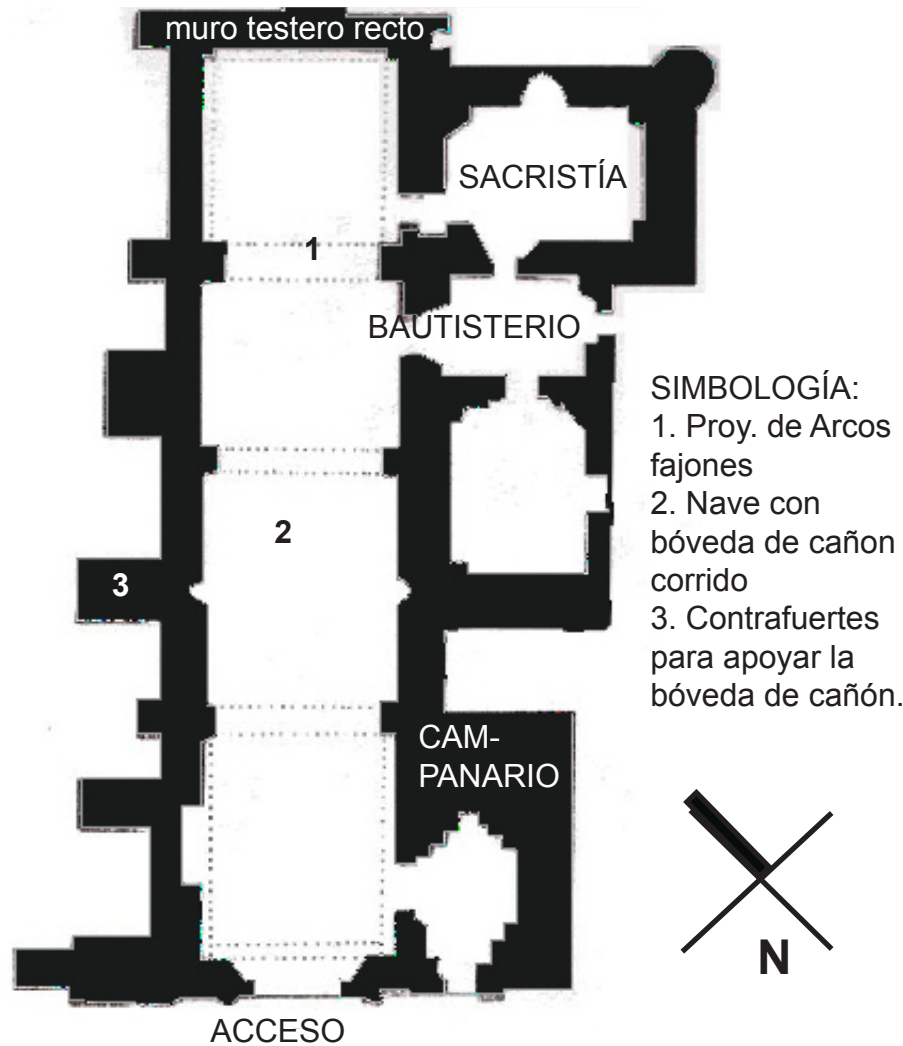 muro testero recto
SACRISTÍA
1
BAUTISTERIO
2
3
CAM-
PANARIO
ACCESO
SIMBOLOGÍA:
1. Proy. de Arcos
fajones
2. Nave con
bóveda de cañon
corrido
3. Contrafuertes
para apoyar la
bóveda de cañón.
N